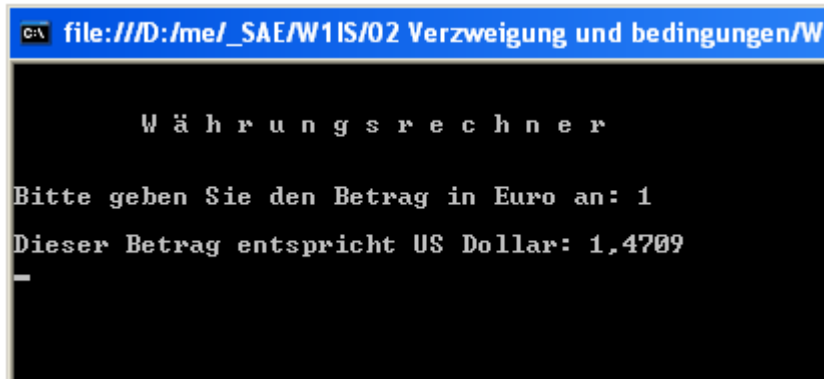 file:///D:/me/_SAE/W1IS/02 Verzweigung und bedingungen/W
W ä h r u n g s r e c h n e r
Bitte geben Sie den Betrag in Euro an: 1
Dieser Betrag entspricht US Dollar: 1,4709